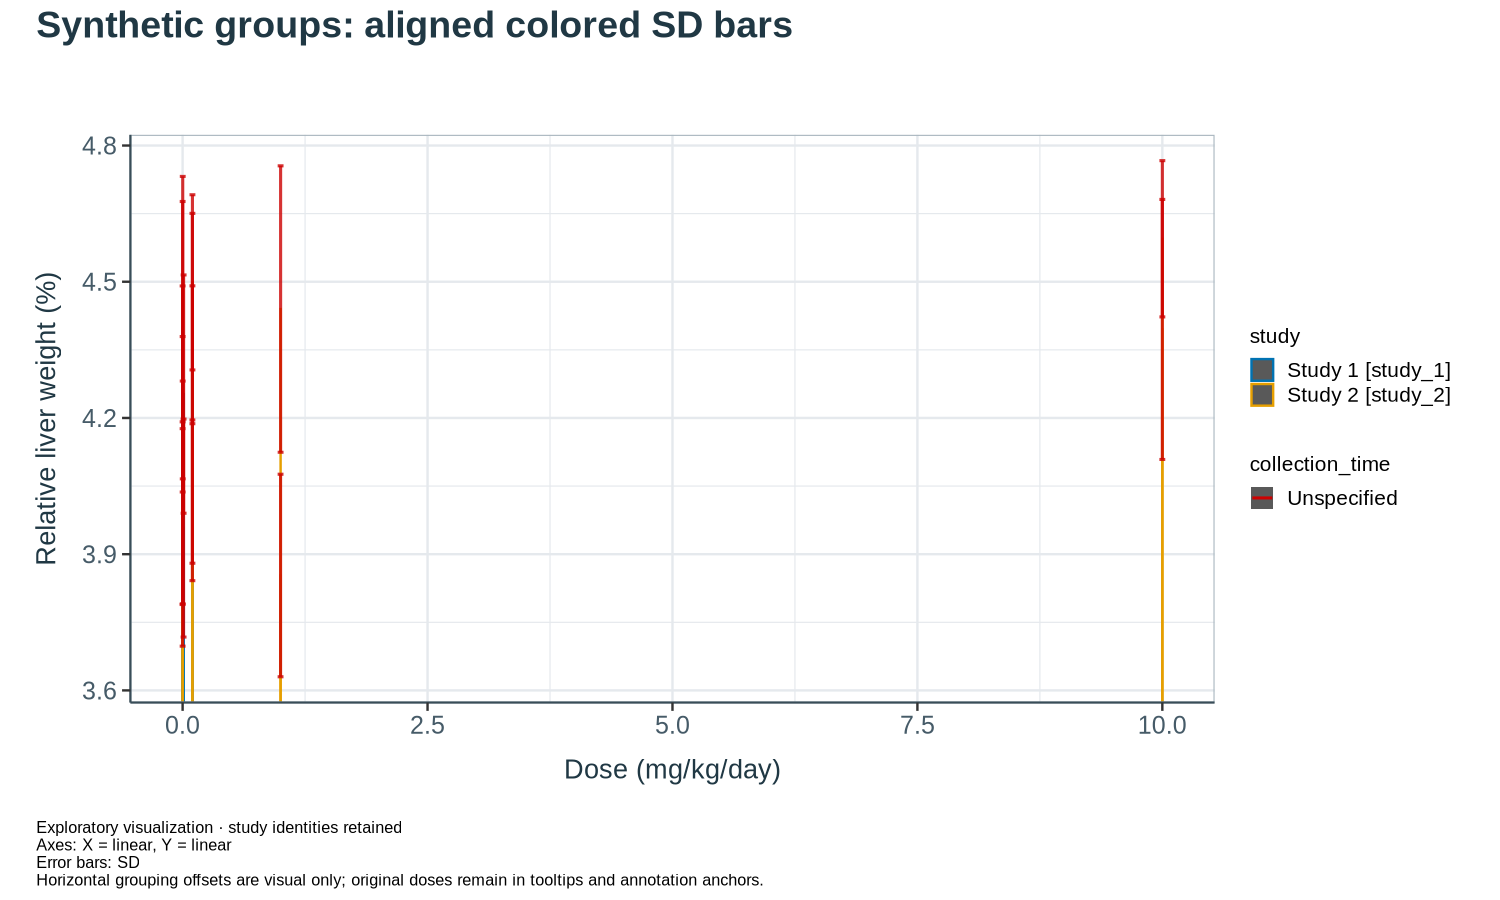 Synthetic groups: aligned colored SD bars
4.8
4.5
4.2
3.9
3.6
Relative liver weight (%)
0.0 2.5 5.0 7.5 10.0
Dose (mg/kg/day)
study
Study 1 [study_1]
Study 2 [study_2]
collection_time
Unspecified
Exploratory visualization · study identities retained
Axes: X = linear, Y = linear
Error bars: SD
Horizontal grouping offsets are visual only; original doses remain in tooltips and annotation anchors.